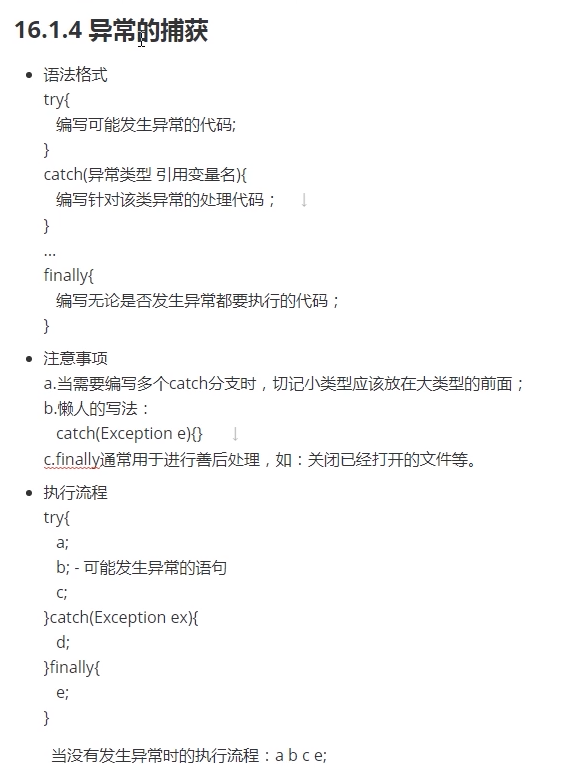 16.1.4 异常的捕获
语法格式
try{
编写可能发生异常的代码;
}
catch(异常类型 引用变量名){
编写针对该类异常的处理代码；↓
}
...
finally{
编写无论是否发生异常都要执行的代码；
}
注意事项
a.当需要编写多个catch分支时，切记小类型应该放在大类型的前面；
b.懒人的写法：
catch(Exception e){} ↓
c.finally通常用于进行善后处理，如：关闭已经打开的文件等。
执行流程
try{
a;
b; - 可能发生异常的语句
c;
}catch(Exception ex){
d;
}finally{
e;
}
当没有发生异常时的执行流程：a b c e;